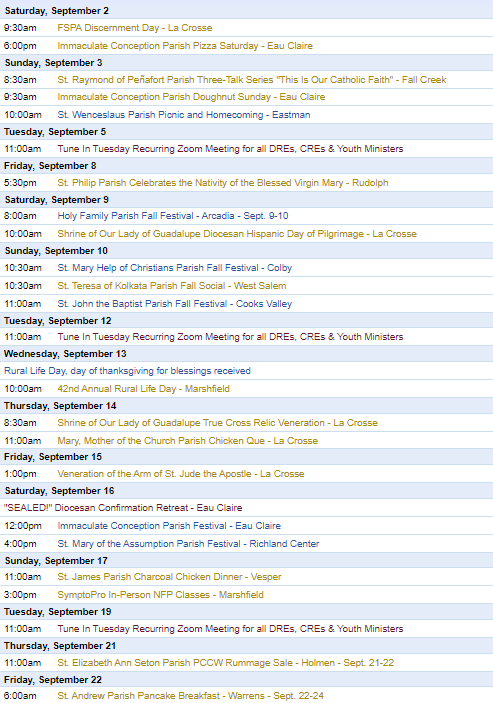 Saturday, September 2
9:30am FSPA Discernment Day - La Crosse
6:00pm Immaculate Conception Parish Pizza Saturday - Eau Claire
Sunday, September 3
8:30am St. Raymond of Peñafort Parish Three-Talk Series "This Is Our Catholic Faith" - Fall Creek
9:30am Immaculate Conception Parish Doughnut Sunday - Eau Claire
10:00am St. Wenceslaus Parish Picnic and Homecoming - Eastman
Tuesday, September 5
11:00am Tune In Tuesday Recurring Zoom Meeting for all DREs, CREs & Youth Ministers
Friday, September 8
5:30pm St. Philip Parish Celebrates the Nativity of the Blessed Virgin Mary - Rudolph
Saturday, September 9
8:00am Holy Family Parish Fall Festival - Arcadia - Sept. 9-10
10:00am Shrine of Our Lady of Guadalupe Diocesan Hispanic Day of Pilgrimage - La Crosse
Sunday, September 10
10:30am St. Mary Help of Christians Parish Fall Festival - Colby
10:30am St. Teresa of Kolkata Parish Fall Social - West Salem
11:00am St. John the Baptist Parish Fall Festival - Cooks Valley
Tuesday, September 12
11:00am Tune In Tuesday Recurring Zoom Meeting for all DREs, CREs & Youth Ministers
Wednesday, September 13
Rural Life Day, day of thanksgiving for blessings received
10:00am 42nd Annual Rural Life Day - Marshfield
Thursday, September 14
8:30am Shrine of Our Lady of Guadalupe True Cross Relic Veneration - La Crosse
11:00am Mary, Mother of the Church Parish Chicken Que - La Crosse
Friday, September 15
1:00pm Veneration of the Arm of St. Jude the Apostle - La Crosse
Saturday, September 16
"SEALED!" Diocesan Confirmation Retreat - Eau Claire
12:00pm Immaculate Conception Parish Festival - Eau Claire
4:00pm St. Mary of the Assumption Parish Festival - Richland Center
Sunday, September 17
11:00am St. James Parish Charcoal Chicken Dinner - Vesper
3:00pm SymptoPro In-Person NFP Classes - Marshfield
Tuesday, September 19
11:00am Tune In Tuesday Recurring Zoom Meeting for all DREs, CREs & Youth Ministers
Thursday, September 21
11:00am St. Elizabeth Ann Seton Parish PCCW Rummage Sale - Holmen - Sept. 21-22
Friday, September 22
6:00am St. Andrew Parish Pancake Breakfast - Warrens - Sept. 22-24